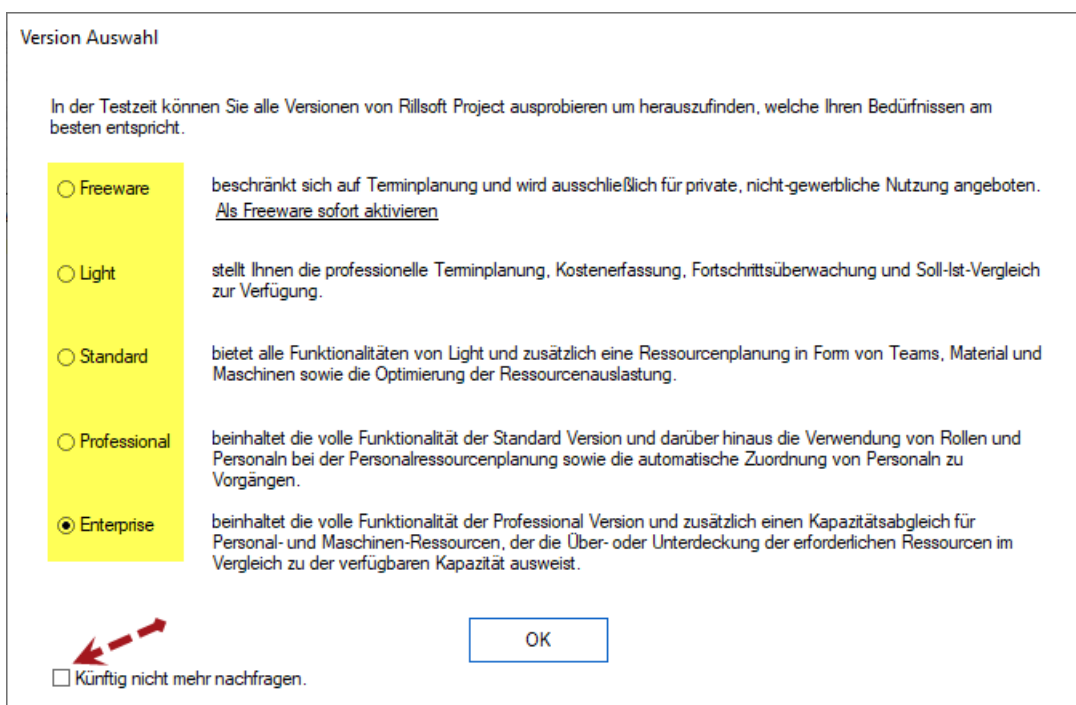 Version Auswahl
In der Testzeit können Sie alle Versionen von Rillsoft Project ausprobieren um herauszufinden, welche Ihren Bedürfnissen am
besten entspricht.
Freeware
beschränkt sich auf Terminplanung und wird ausschließlich für private, nicht-gewerbliche Nutzung angeboten.
Als Freeware sofort aktivieren
Light
stellt Ihnen die professionelle Terminplanung, Kostenerfassung, Fortschrittsüberwachung und Soll-Ist-Vergleich
zur Verfügung.
Standard
bietet alle Funktionalitäten von Light und zusätzlich eine Ressourcenplanung in Form von Teams, Material und
Maschinen sowie die Optimierung der Ressourcenauslastung.
Professional
beinhaltet die volle Funktionalität der Standard Version und darüber hinaus die Verwendung von Rollen und
Personaln bei der Personalressourcenplanung sowie die automatische Zuordnung von Personaln zu
Vorgängen.
Enterprise
beinhaltet die volle Funktionalität der Professional Version und zusätzlich einen Kapazitätsabgleich für
Personal- und Maschinen-Ressourcen, der die Über- oder Unterdeckung der erforderlichen Ressourcen im
Vergleich zu der verfügbaren Kapazität ausweist.
OK
Künftig nicht mehr nachfragen.